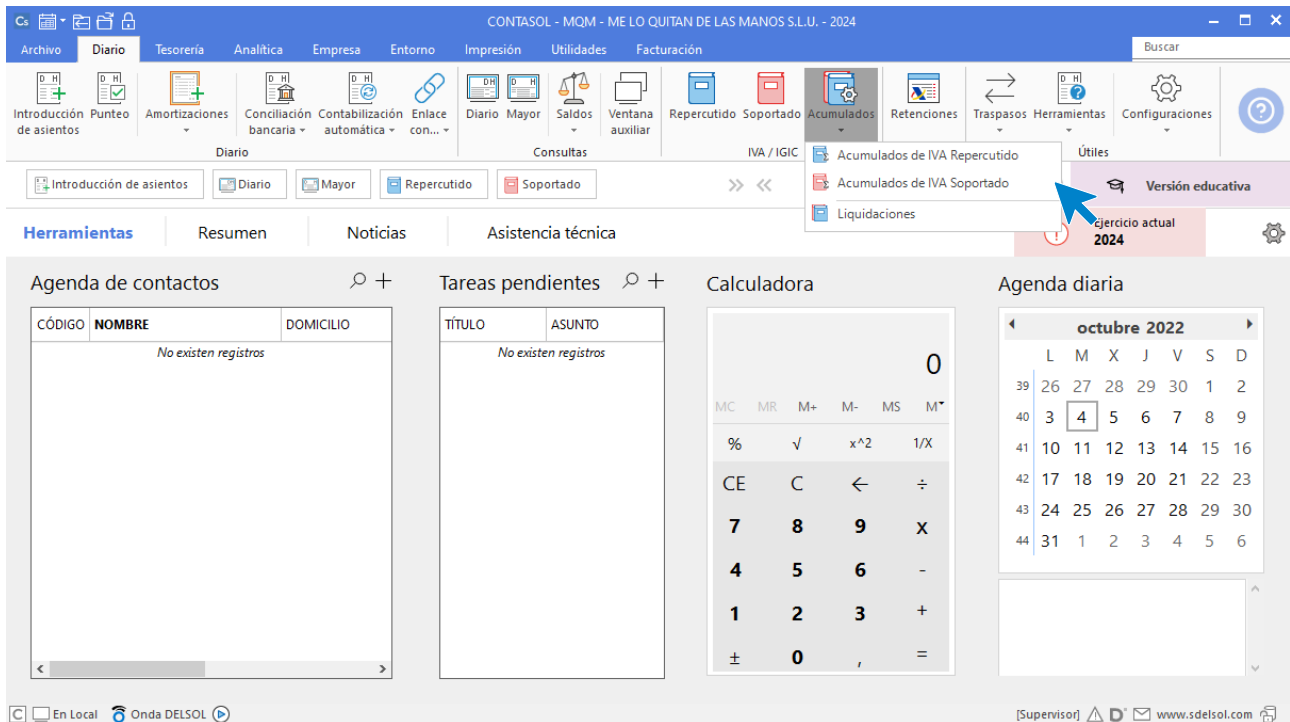 Cs CONTASOL - MQM - ME LO QUITAN DE LAS MANOS S.L.U. - 2024
Archivo Diario Tesorería Analítica Empresa Entorno Impresión Utilidades Facturación Buscar
Introducción de asientos
Punteo
Amortizaciones
Conciliación bancaria
Contabilización automática
Enlace con...
Diario
Mayor
Saldos
Ventana auxiliar
Repercutido
Soportado
Acumulados
Retenciones
Traspasos
Herramientas
Configuraciones
Diario Consultas IVA / IGIC Útiles
Acumulados de IVA Repercutido
Acumulados de IVA Soportado
Liquidaciones
Introducción de asientos Diario Mayor Repercutido Soportado Versión educativa
Herramientas Resumen Noticias Asistencia técnica
Ejercicio actual
2024
Agenda de contactos
CÓDIGO NOMBRE DOMICILIO
No existen registros
Tareas pendientes
TÍTULO ASUNTO
No existen registros
Calculadora
0
MC MR M+ M- MS M
% √ x^2 1/X
CE C ← ÷
7 8 9 x
4 5 6 -
1 2 3 +
± 0 , =
Agenda diaria
octubre 2022
L M X J V S D
39 26 27 28 29 30 1 2
40 3 4 5 6 7 8 9
41 10 11 12 13 14 15 16
42 17 18 19 20 21 22 23
43 24 25 26 27 28 29 30
44 31 1 2 3 4 5 6
C En Local Onda DELSOL [Supervisor] D www.sdelsol.com